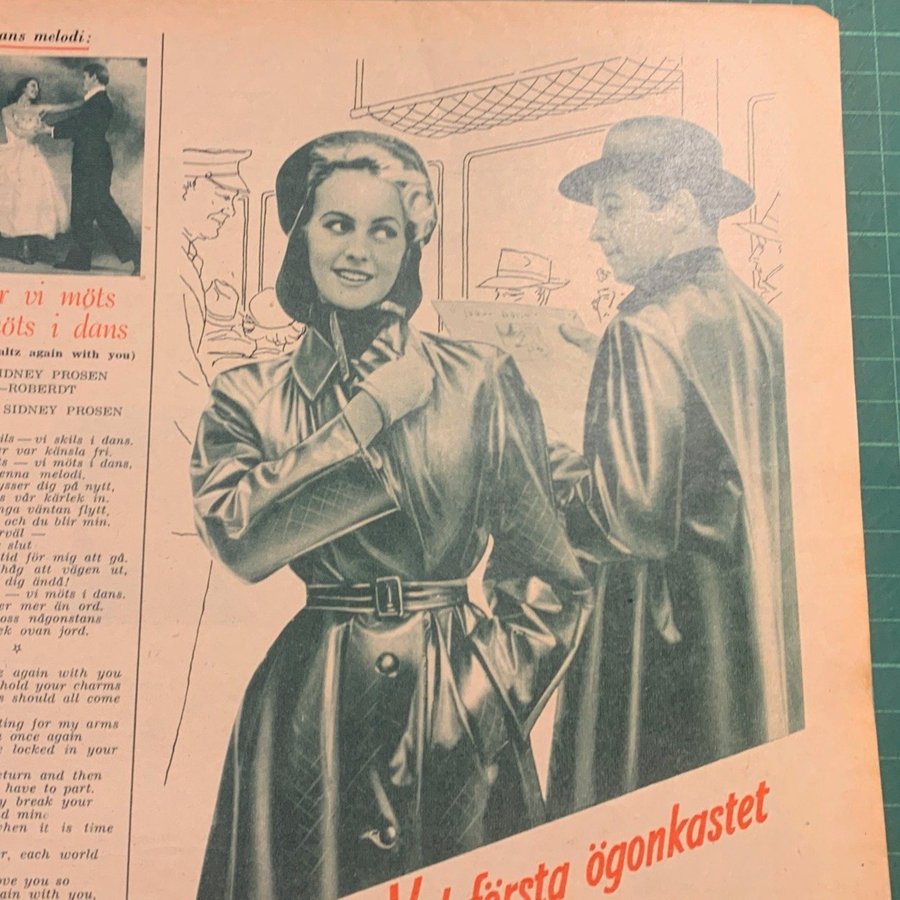 ans melodi:
r vi möts
öts i dans
altz again with you)
IDNEY PROSEN
—ROBERDT
SIDNEY PROSEN
ils — vi skils i dans.
er var känsla fri.
s — vi möts i dans,
enna melodi.
ysser dig på nytt,
s vår kärlek in.
nga väntan flytt,
och du blir min.
rväl —
slut
tid för mig att gå.
håg att vägen ut,
dig ändå!
— vi möts i dans.
er mer än ord.
oss någonstans
ek ovan jord.
z again with you
hold your charms
s should all come
ting for my arms
u once again
e locked in your
eturn and then
have to part.
y break your
d mine
when it is time
r, each world
ove you so
ain with you,
första ögonkastet